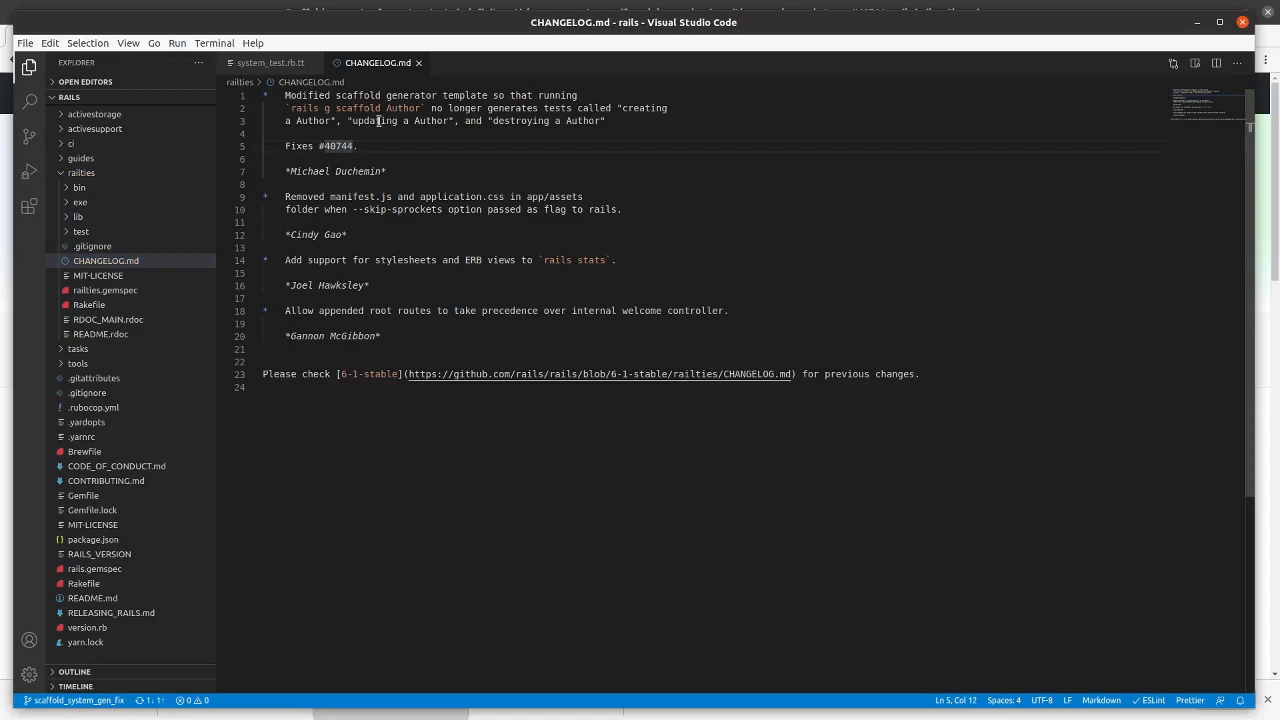 CHANGELOG.md - rails - Visual Studio Code
File Edit Selection View Go Run Terminal Help
EXPLORER
system_test.rb.tt
CHANGELOG.md
OPEN EDITORS
RAILS
activestorage
activesupport
ci
guides
railties
bin
exe
lib
test
.gitignore
CHANGELOG.md
MIT-LICENSE
railties.gemspec
Rakefile
RDOC_MAIN.rdoc
README.rdoc
tasks
tools
.gitattributes
.gitignore
.rubocop.yml
.yardopts
.yarnrc
Brewfile
CODE_OF_CONDUCT.md
CONTRIBUTING.md
Gemfile
Gemfile.lock
MIT-LICENSE
package.json
RAILS_VERSION
rails.gemspec
Rakefile
README.md
RELEASING_RAILS.md
version.rb
yarn.lock
OUTLINE
TIMELINE
railties > CHANGELOG.md
1 * Modified scaffold generator template so that running
2 `rails g scaffold Author` no longer generates tests called "creating
3 a Author", "updating a Author", and "destroying a Author"
4
5 Fixes #40744.
6
7 *Michael Duchemin*
8
9 * Removed manifest.js and application.css in app/assets
10 folder when --skip-sprockets option passed as flag to rails.
11
12 *Cindy Gao*
13
14 * Add support for stylesheets and ERB views to `rails stats`.
15
16 *Joel Hawksley*
17
18 * Allow appended root routes to take precedence over internal welcome controller.
19
20 *Gannon McGibbon*
21
22
23 Please check [6-1-stable](https://github.com/rails/rails/blob/6-1-stable/railties/CHANGELOG.md) for previous changes.
24
scaffold_system_gen_fix 1↓ 1↑ 0 0
Ln 5, Col 12 Spaces: 4 UTF-8 LF Markdown ESLint Prettier